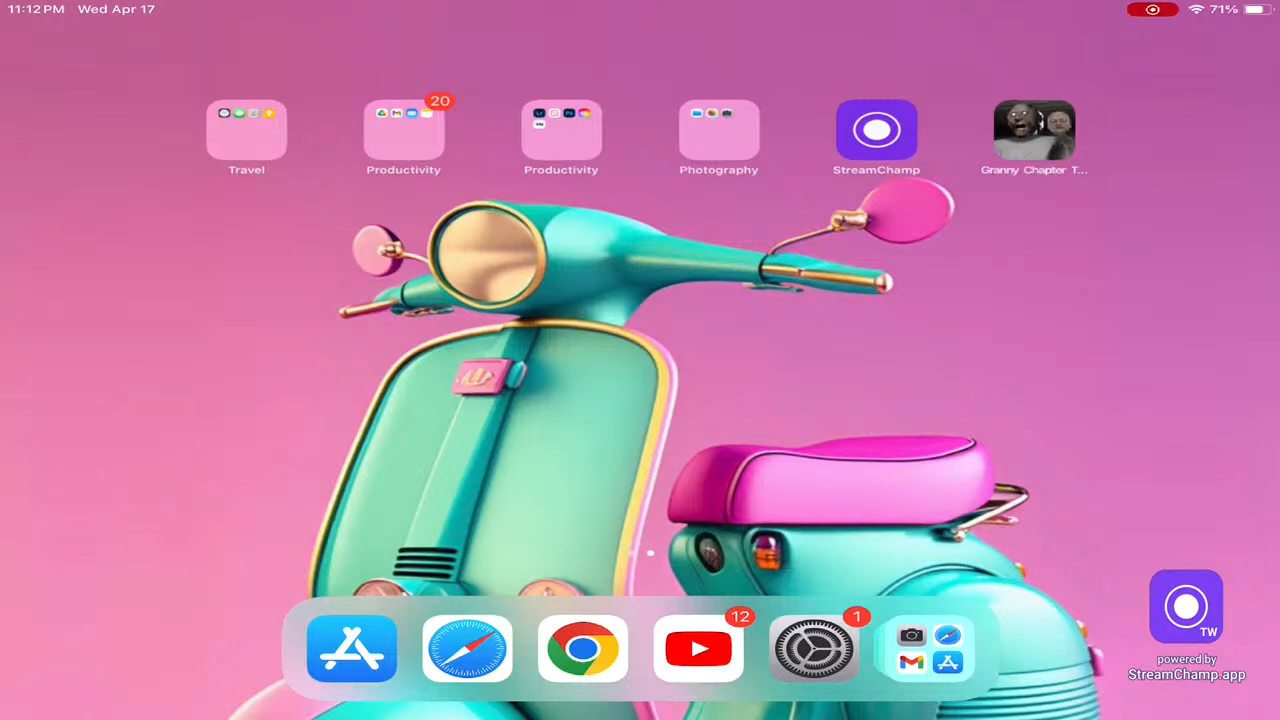 11:12 PM Wed Apr 17
71%
20
Travel
Productivity
Productivity
Photography
StreamChamp
Granny Chapter T...
12
1
TW
powered by
StreamChamp.app